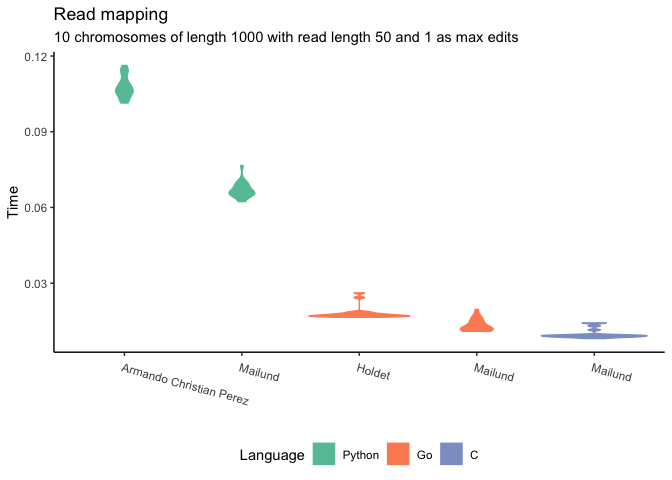 Read mapping
10 chromosomes of length 1000 with read length 50 and 1 as max edits
0.12
0.09
0.06
0.03
Time
Armando Christian Perez
Mailund
Holdet
Mailund
Mailund
Language Python Go C